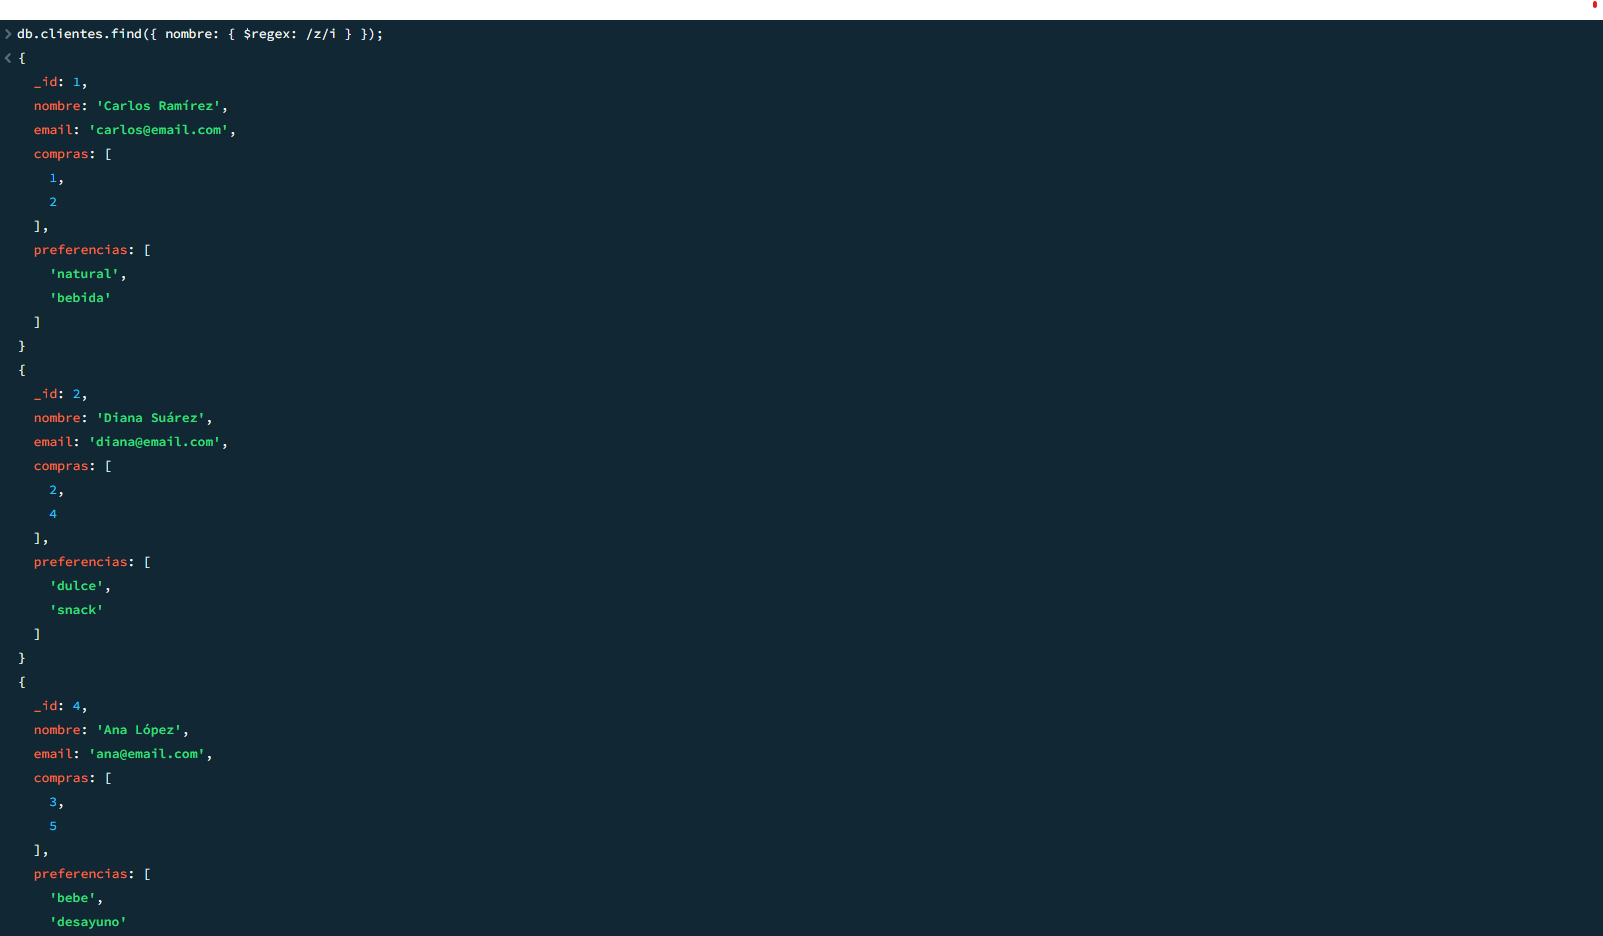 db.clientes.find({ nombre: { $regex: /z/i } });
{
_id: 1,
nombre: 'Carlos Ramírez',
email: 'carlos@email.com',
compras: [
1,
2
],
preferencias: [
'natural',
'bebida'
]
}
{
_id: 2,
nombre: 'Diana Suárez',
email: 'diana@email.com',
compras: [
2,
4
],
preferencias: [
'dulce',
'snack'
]
}
{
_id: 4,
nombre: 'Ana López',
email: 'ana@email.com',
compras: [
3,
5
],
preferencias: [
'bebe',
'desayuno'